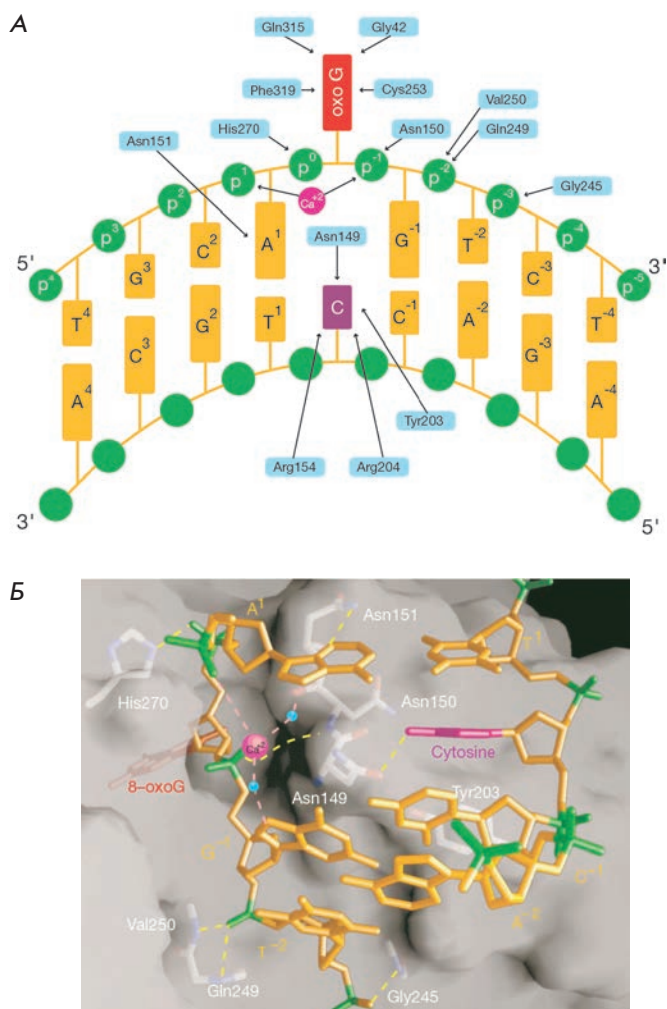 А
Gln315 Gly42
oxo G
Phe319 Cys253
Val250
His270 Asn150 Gln249
Asn151
Gly245
p⁴ p³ p² p¹ p⁰ p⁻¹ p⁻² p⁻³ p⁻⁴ p⁻⁵
Ca⁺²
5' 3'
Asn149
T⁴ G³ C² A¹ G⁻¹ T⁻² C⁻³ T⁻⁴
C
A⁴ C³ G² T¹ C⁻¹ A⁻² G⁻³ A⁻⁴
Tyr203
Arg154 Arg204
3' 5'
Б
A¹ Asn151 T¹
His270 Asn150
Ca⁺²
8-oxoG Cytosine
Asn149 Tyr203
G⁻¹ C⁻¹
A⁻²
Val250 T⁻²
Gln249 Gly245